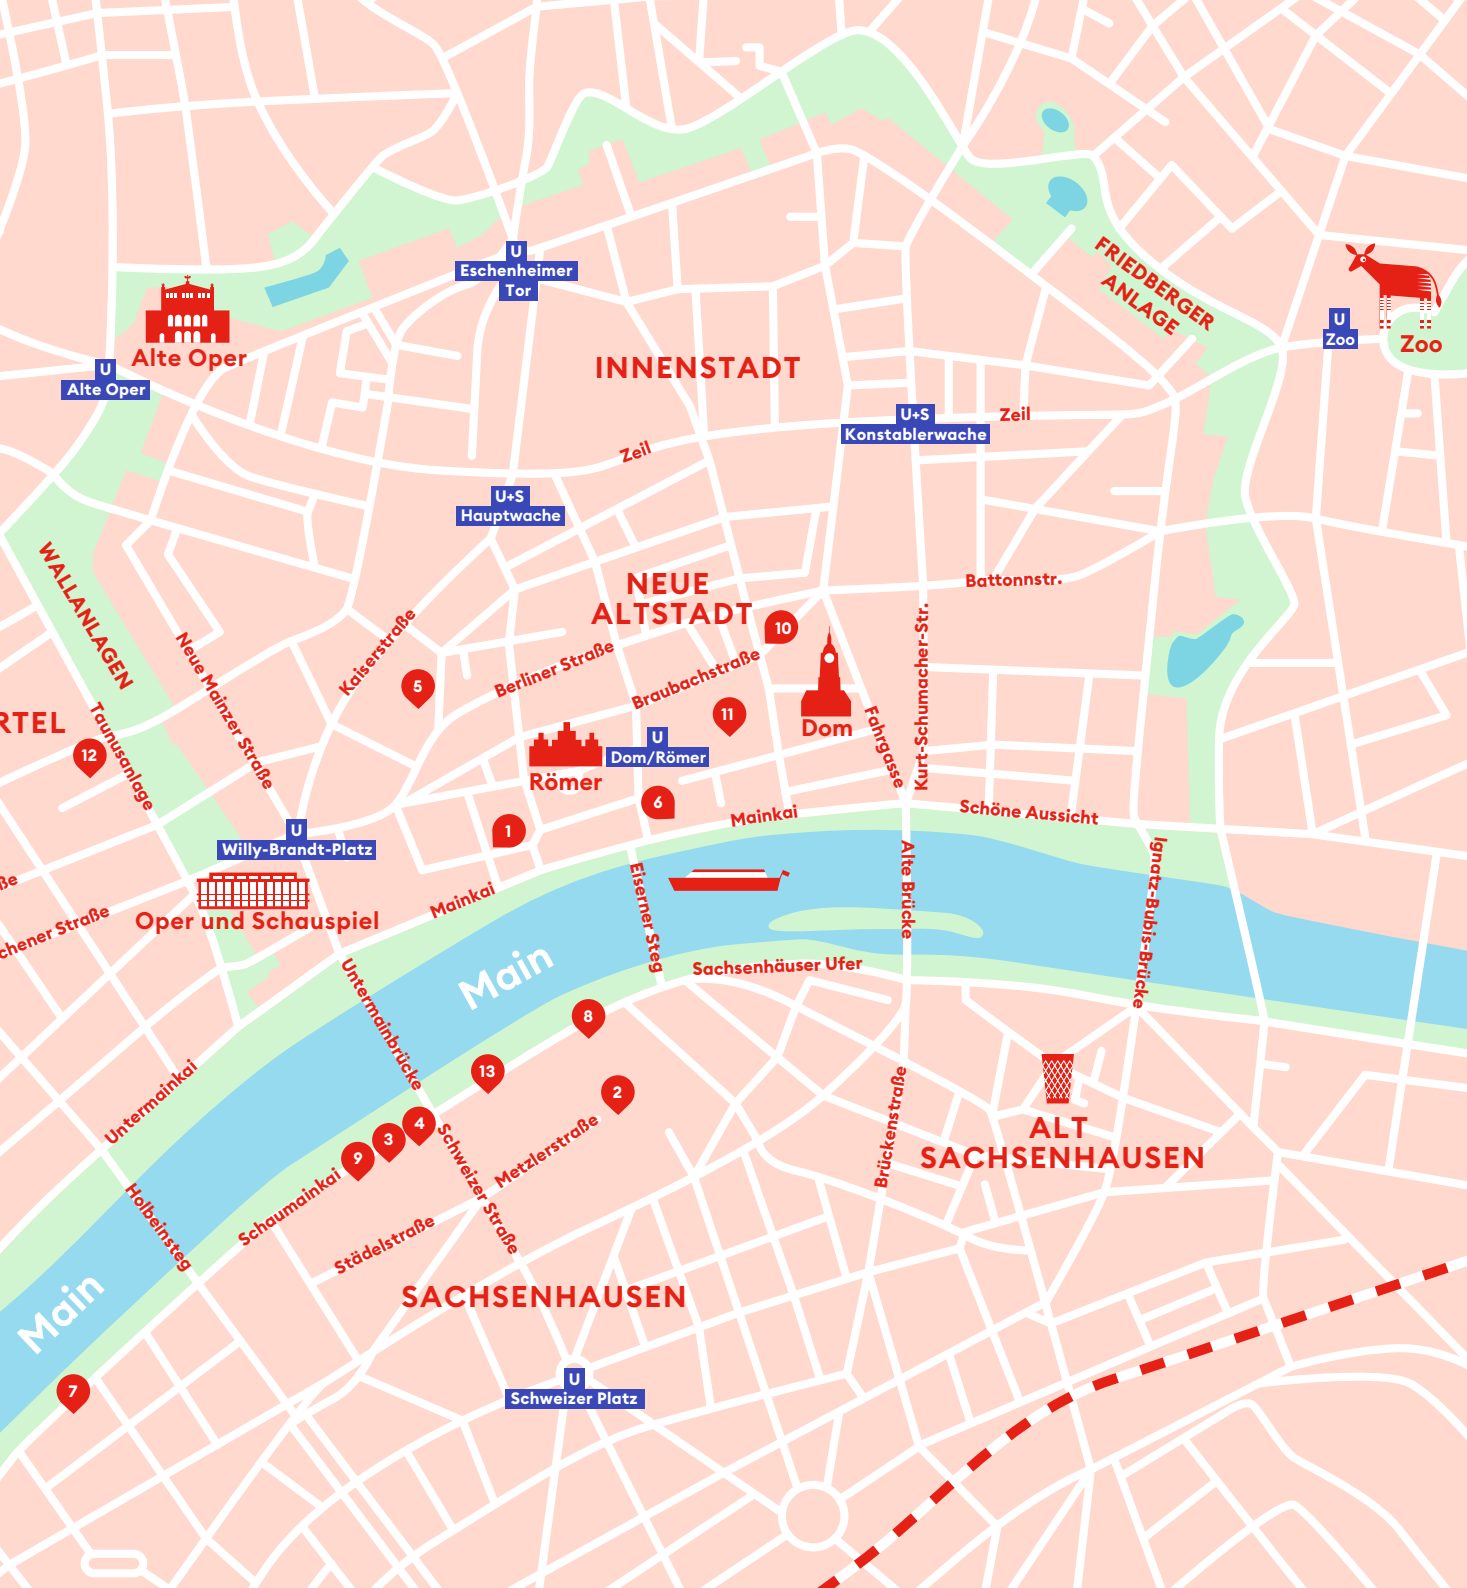 FRIEDBERGER
ANLAGE
U
Eschenheimer
Tor
U
Zoo
Zoo
Alte Oper
U
Alte Oper
INNENSTADT
U+S
Konstablerwache
Zeil
Zeil
U+S
Hauptwache
WALLANLAGEN
NEUE
ALTSTADT
Battonnstr.
10
Kaiserstraße
Neue Mainzer Straße
Berliner Straße
Braubachstraße
Kurt-Schumacher-Str.
5
11
Dom
Fahrgasse
RTEL
12
Taunusanlage
U
Dom/Römer
Römer
6
1
Mainkai
Schöne Aussicht
U
Willy-Brandt-Platz
Oper und Schauspiel
ße
chener Straße
Mainkai
Eiserner Steg
Alte Brücke
Ignatz-Bubis-Brücke
Main
Sachsenhäuser Ufer
Untermainbrücke
8
13
2
Untermainkai
4
3
9
Schweizer Straße
Metzlerstraße
Brückenstraße
ALT
SACHSENHAUSEN
Holbeinsteg
Schaumainkai
Städelstraße
SACHSENHAUSEN
Main
7
U
Schweizer Platz